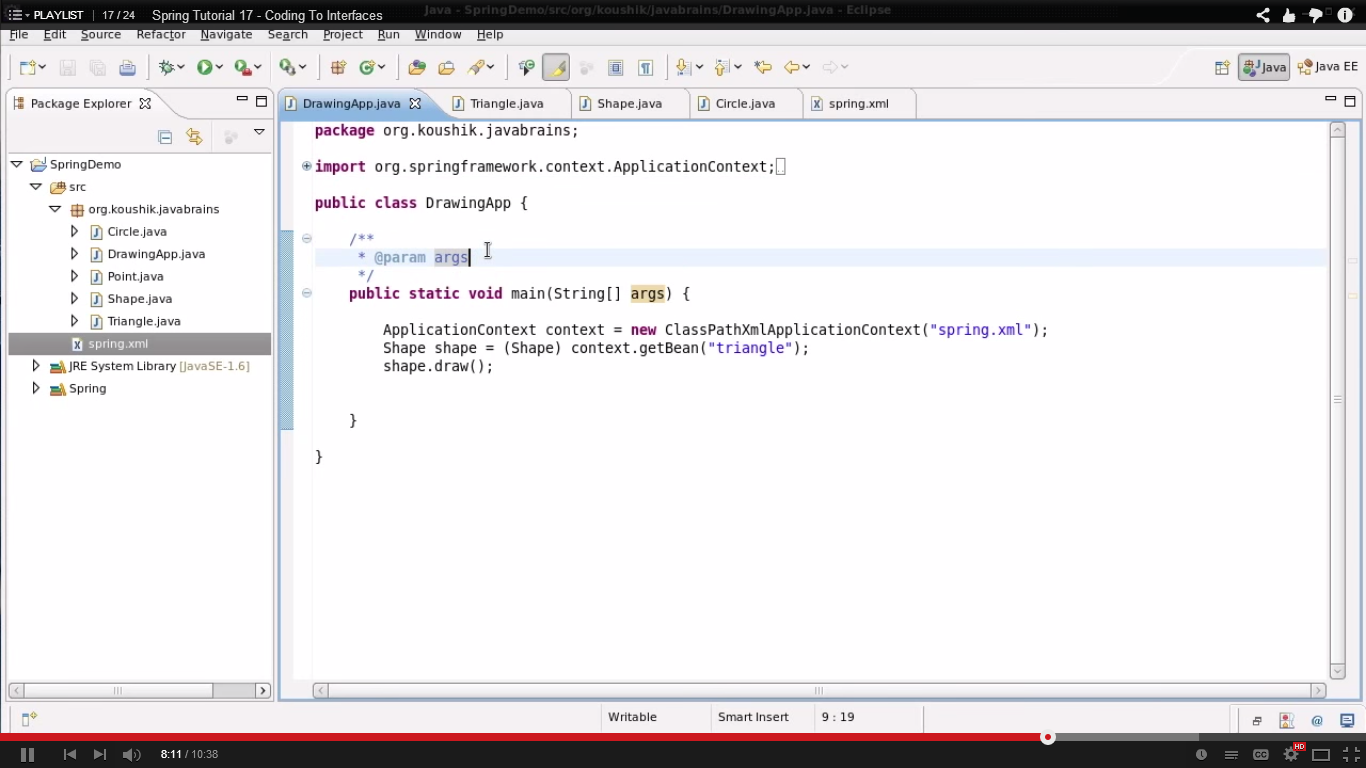 Java - SpringDemo/src/org/koushik/javabrains/DrawingApp.java - Eclipse
PLAYLIST 17 / 24 Spring Tutorial 17 - Coding To Interfaces
File Edit Source Refactor Navigate Search Project Run Window Help
Java Java EE
Package Explorer
DrawingApp.java Triangle.java Shape.java Circle.java spring.xml
SpringDemo
src
org.koushik.javabrains
Circle.java
DrawingApp.java
Point.java
Shape.java
Triangle.java
spring.xml
JRE System Library [JavaSE-1.6]
Spring
package org.koushik.javabrains;
import org.springframework.context.ApplicationContext;
public class DrawingApp {
/**
* @param args
*/
public static void main(String[] args) {
ApplicationContext context = new ClassPathXmlApplicationContext("spring.xml");
Shape shape = (Shape) context.getBean("triangle");
shape.draw();
}
}
Writable Smart Insert 9 : 19
8:11 / 10:38 CC HD